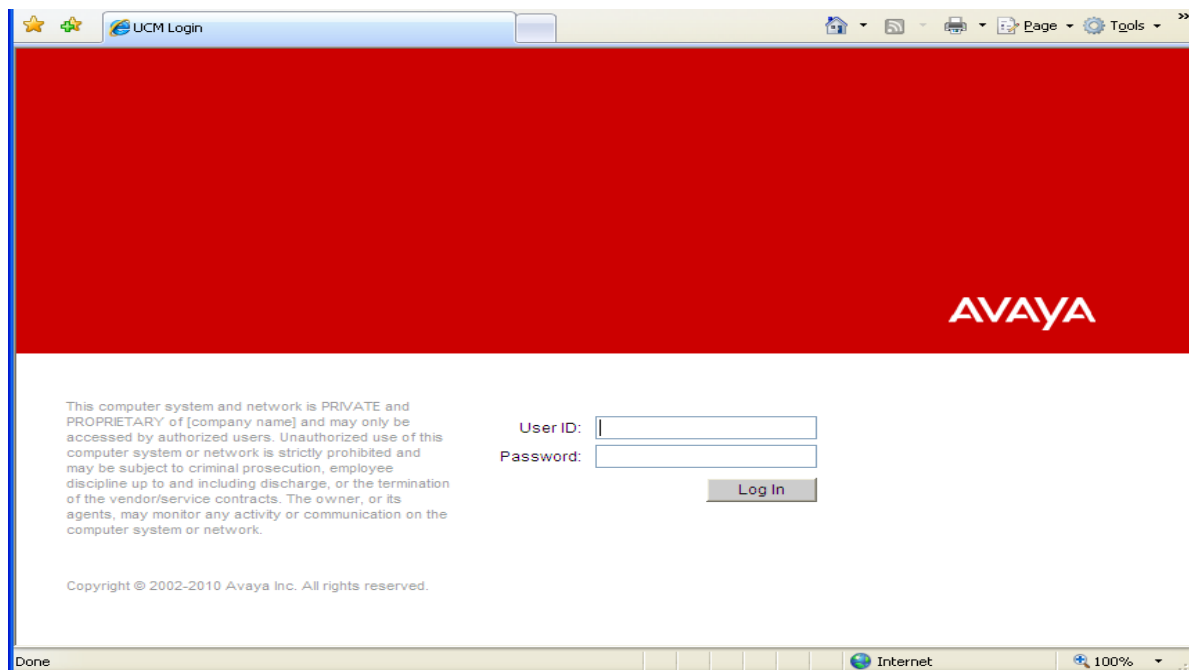 UCM Login
Page
Tools
»
AVAYA
This computer system and network is PRIVATE and
PROPRIETARY of [company name] and may only be
accessed by authorized users. Unauthorized use of this
computer system or network is strictly prohibited and
may be subject to criminal prosecution, employee
discipline up to and including discharge, or the termination
of the vendor/service contracts. The owner, or its
agents, may monitor any activity or communication on the
computer system or network.
User ID:
Password:
Log In
Copyright © 2002-2010 Avaya Inc. All rights reserved.
Done
Internet
100%